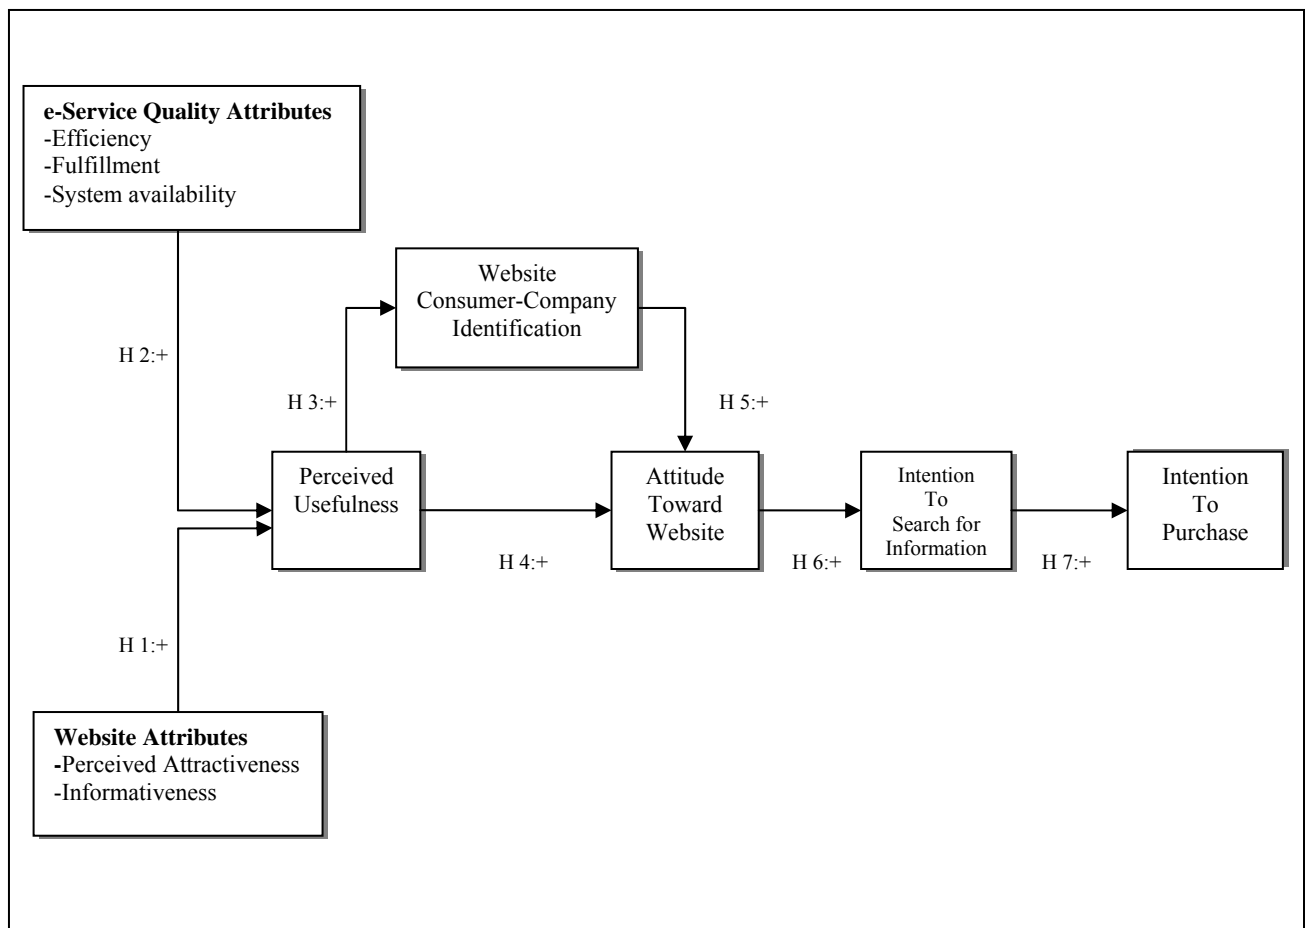 e-Service Quality Attributes
-Efficiency
-Fulfillment
-System availability
Website
Consumer-Company
Identification
H 2:+
H 3:+
H 5:+
Perceived
Usefulness
Attitude
Toward
Website
Intention
To
Search for
Information
Intention
To
Purchase
H 4:+
H 6:+
H 7:+
H 1:+
Website Attributes
-Perceived Attractiveness
-Informativeness